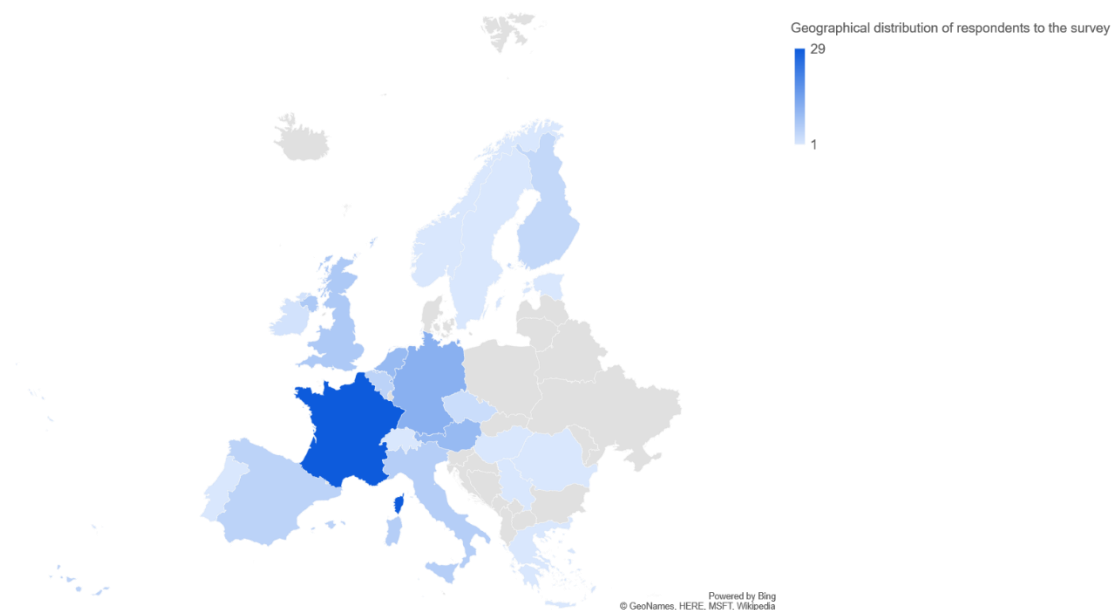 Geographical distribution of respondents to the survey
29
1
Powered by Bing
© GeoNames, HERE, MSFT, Wikipedia